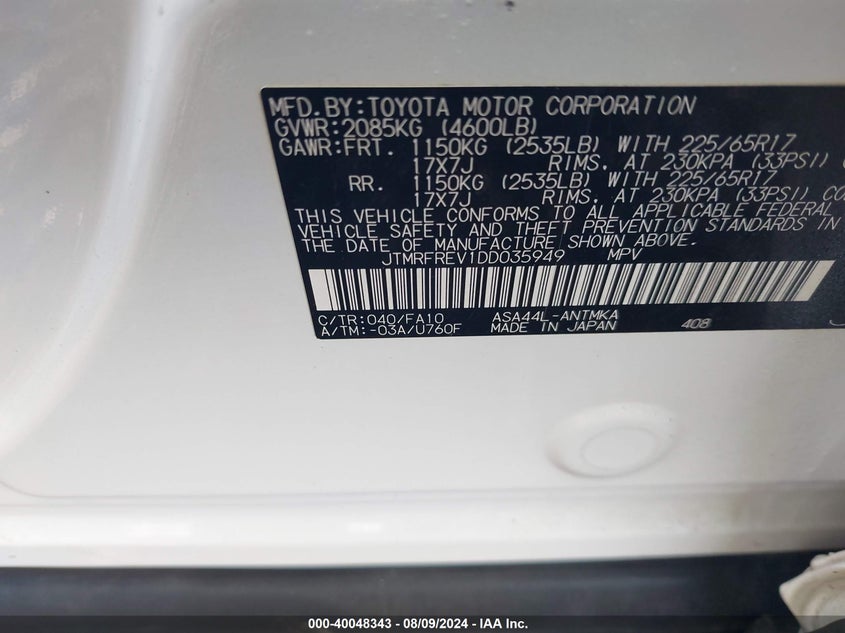 MFD.BY:TOYOTA MOTOR CORPORATION
GVWR:2085KG (4600LB)
GAWR:FRT. 1150KG (2535LB) WITH 225/65R17
17X7J RIMS, AT 230KPA (33PSI)
RR. 1150KG (2535LB) WITH 225/65R17
17X7J RIMS, AT 230KPA (33PSI)
THIS VEHICLE CONFORMS TO ALL APPLICABLE FEDERAL
VEHICLE SAFETY AND THEFT PREVENTION STANDARDS IN
THE DATE OF MANUFACTURE SHOWN ABOVE.
JTMRFREV1DD035949 MPV
C/TR:040/FA10 ASA44L-ANTMKA
A/TM:-03A/U760F MADE IN JAPAN 408
000-40048343 - 08/09/2024 - IAA Inc.